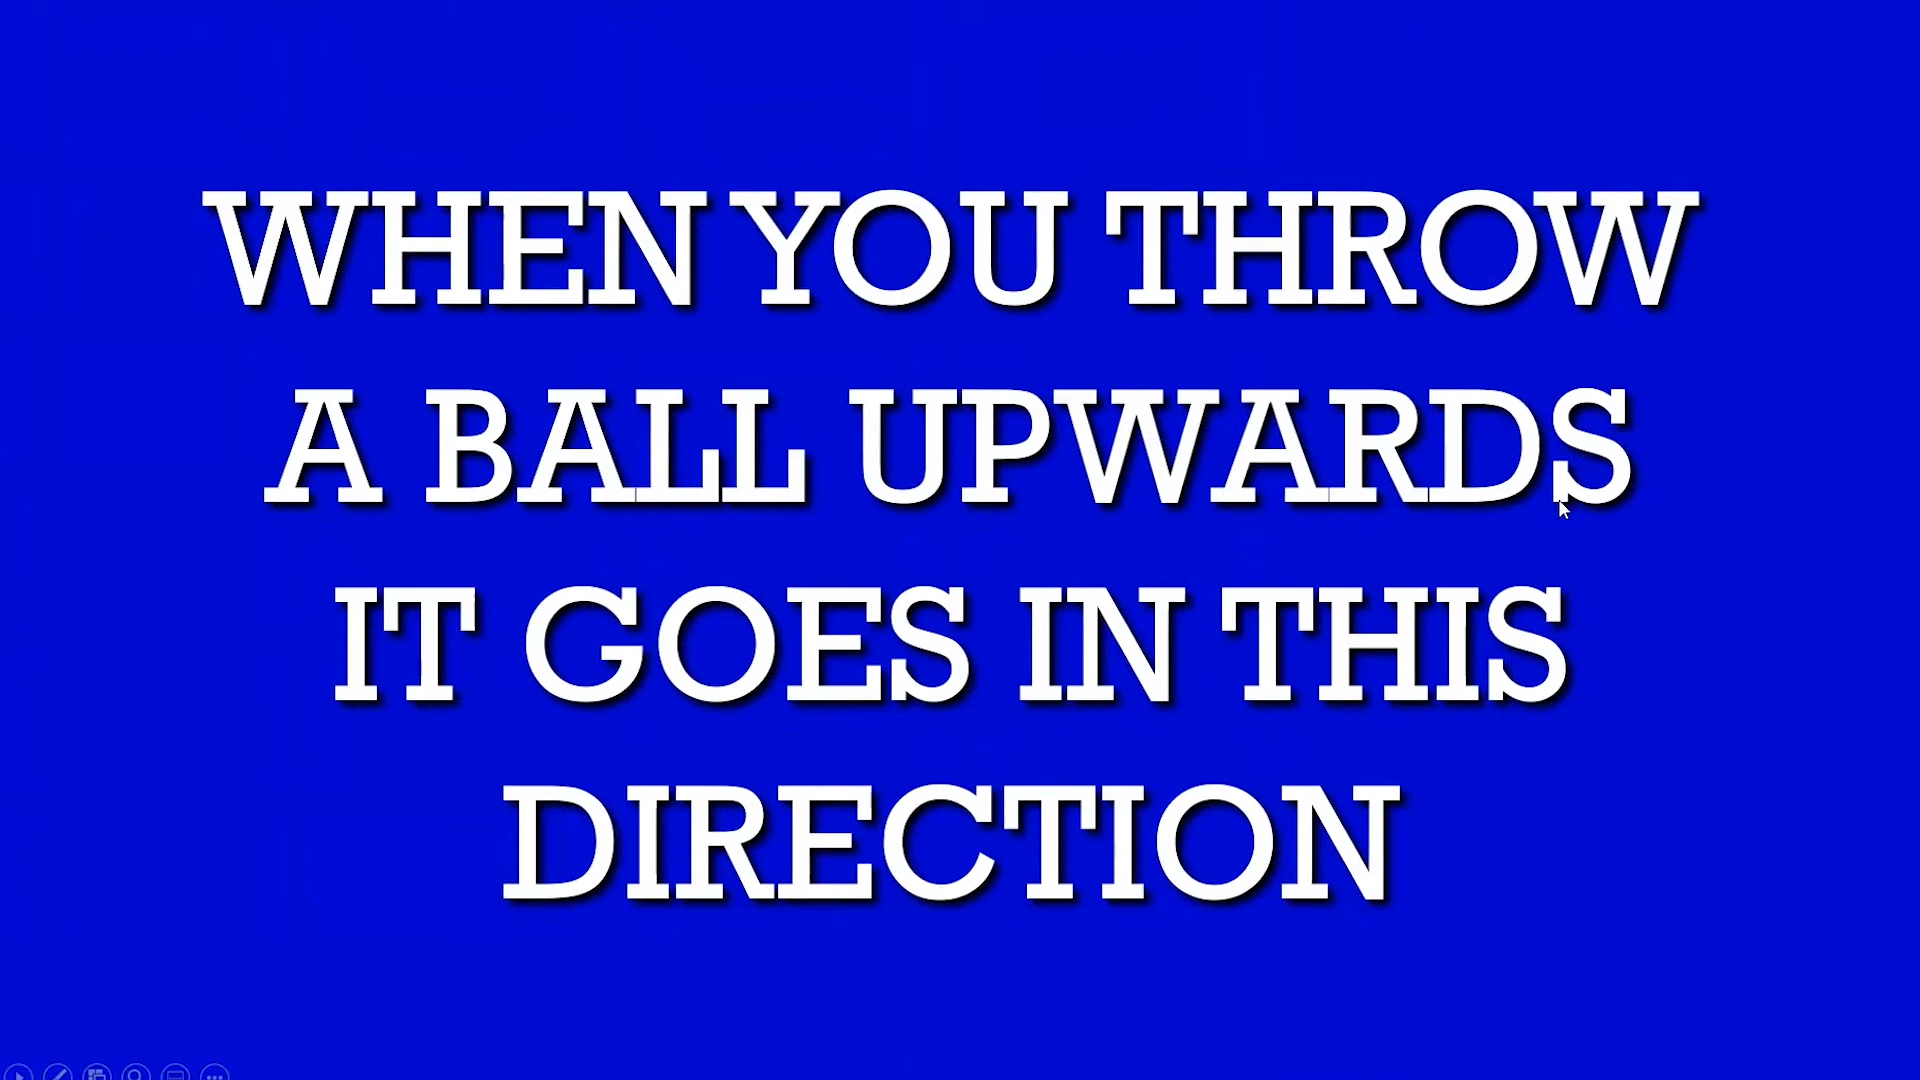 WHEN YOU THROW
A BALL UPWARDS
IT GOES IN THIS
DIRECTION